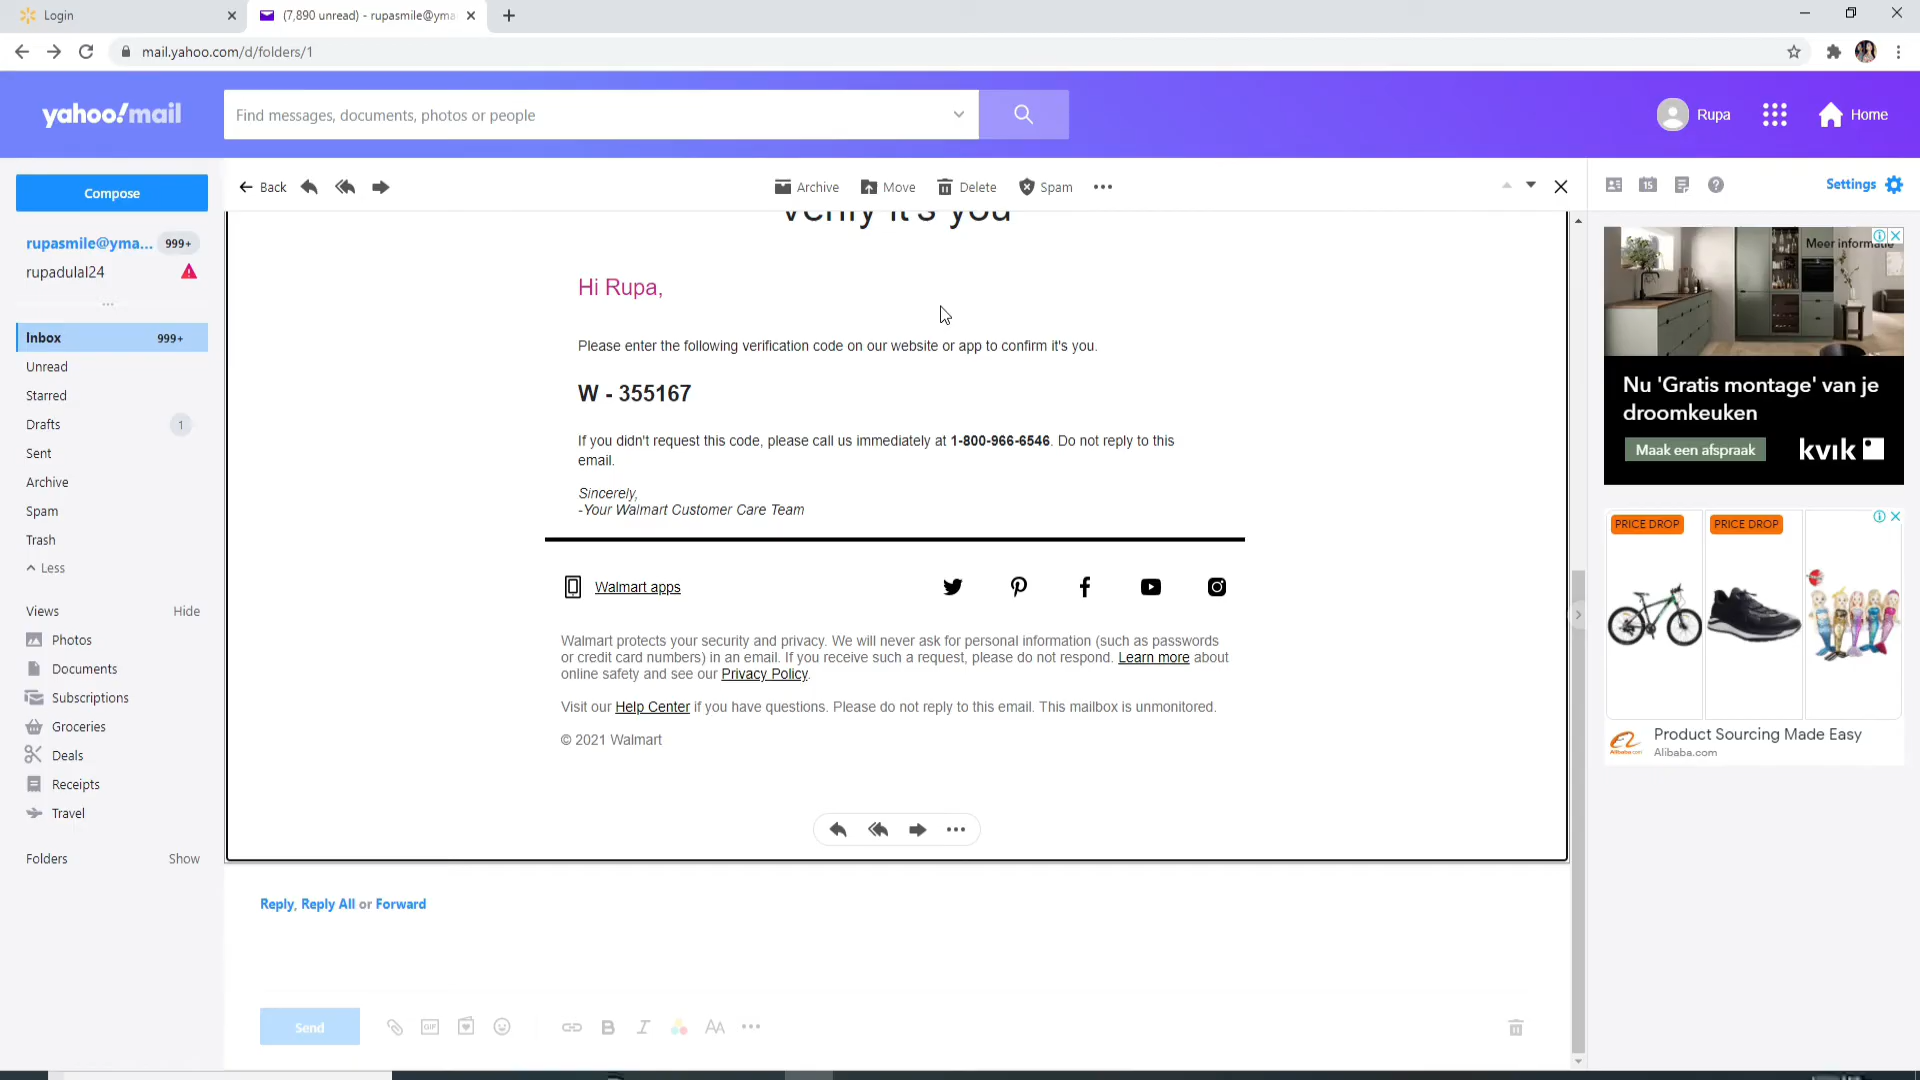 Login
(7,890 unread) - rupasmile@yma
mail.yahoo.com/d/folders/1
yahoo!mail
Find messages, documents, photos or people
Rupa
Home
Compose
Back
Archive
Move
Delete
Spam
15
Settings
rupasmile@yma... 999+
rupadulal24
Inbox 999+
Unread
Starred
Drafts 1
Sent
Archive
Spam
Trash
Less
Views Hide
Photos
Documents
Subscriptions
Groceries
Deals
Receipts
Travel
Folders Show
Verify it's you
Hi Rupa,
Please enter the following verification code on our website or app to confirm it's you.
W - 355167
If you didn't request this code, please call us immediately at 1-800-966-6546. Do not reply to this
email.
Sincerely,
-Your Walmart Customer Care Team
Walmart apps
Walmart protects your security and privacy. We will never ask for personal information (such as passwords
or credit card numbers) in an email. If you receive such a request, please do not respond. Learn more about
online safety and see our Privacy Policy.
Visit our Help Center if you have questions. Please do not reply to this email. This mailbox is unmonitored.
© 2021 Walmart
Reply, Reply All or Forward
Send
GIF
AA
Meer informatie
Nu 'Gratis montage' van je
droomkeuken
Maak een afspraak
kvik
PRICE DROP
PRICE DROP
Product Sourcing Made Easy
Alibaba.com